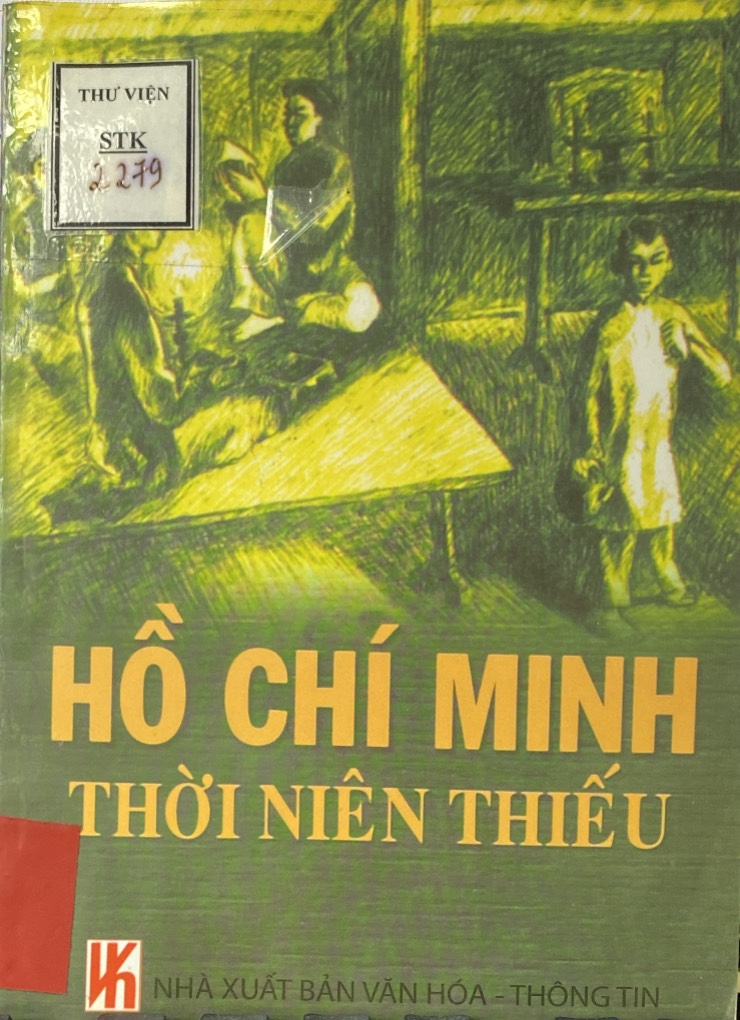 THƯ VIỆN
STK
2279
HỒ CHÍ MINH
THỜI NIÊN THIẾU
NHÀ XUẤT BẢN VĂN HÓA - THÔNG TIN